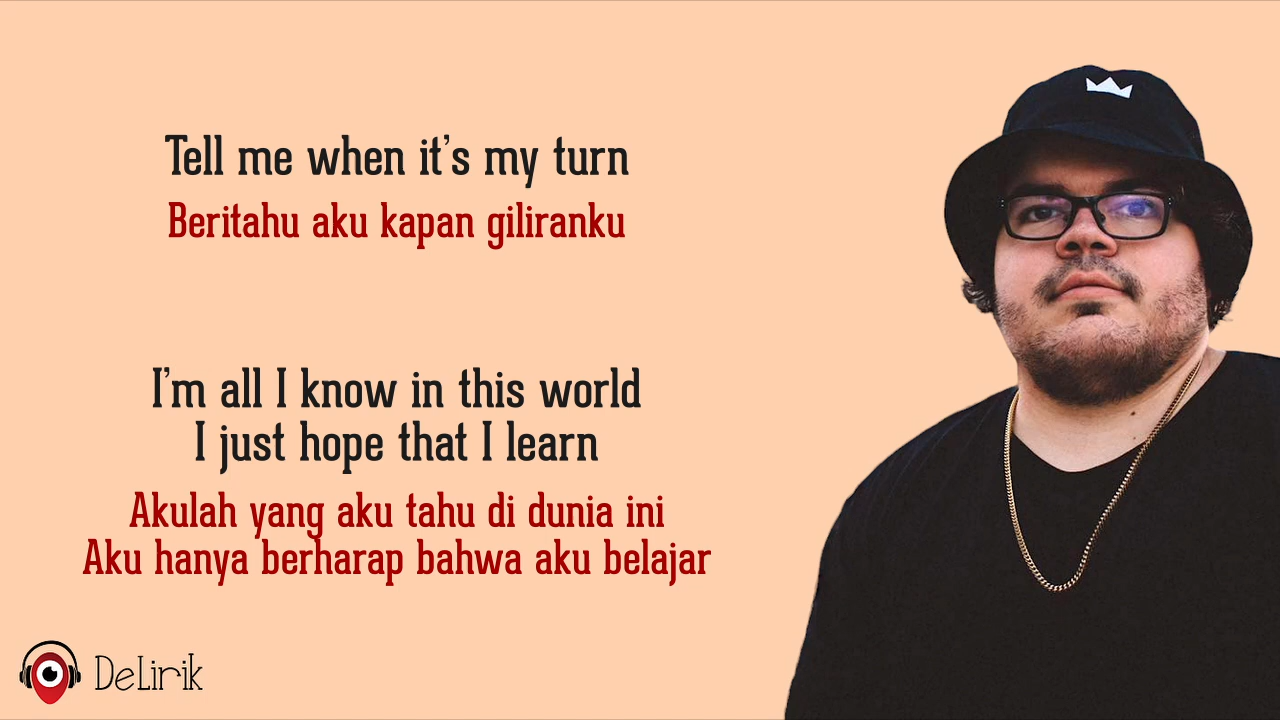 Tell me when it's my turn
Beritahu aku kapan giliranku
I'm all I know in this world
I just hope that I learn
Akulah yang aku tahu di dunia ini
Aku hanya berharap bahwa aku belajar
DeLirik